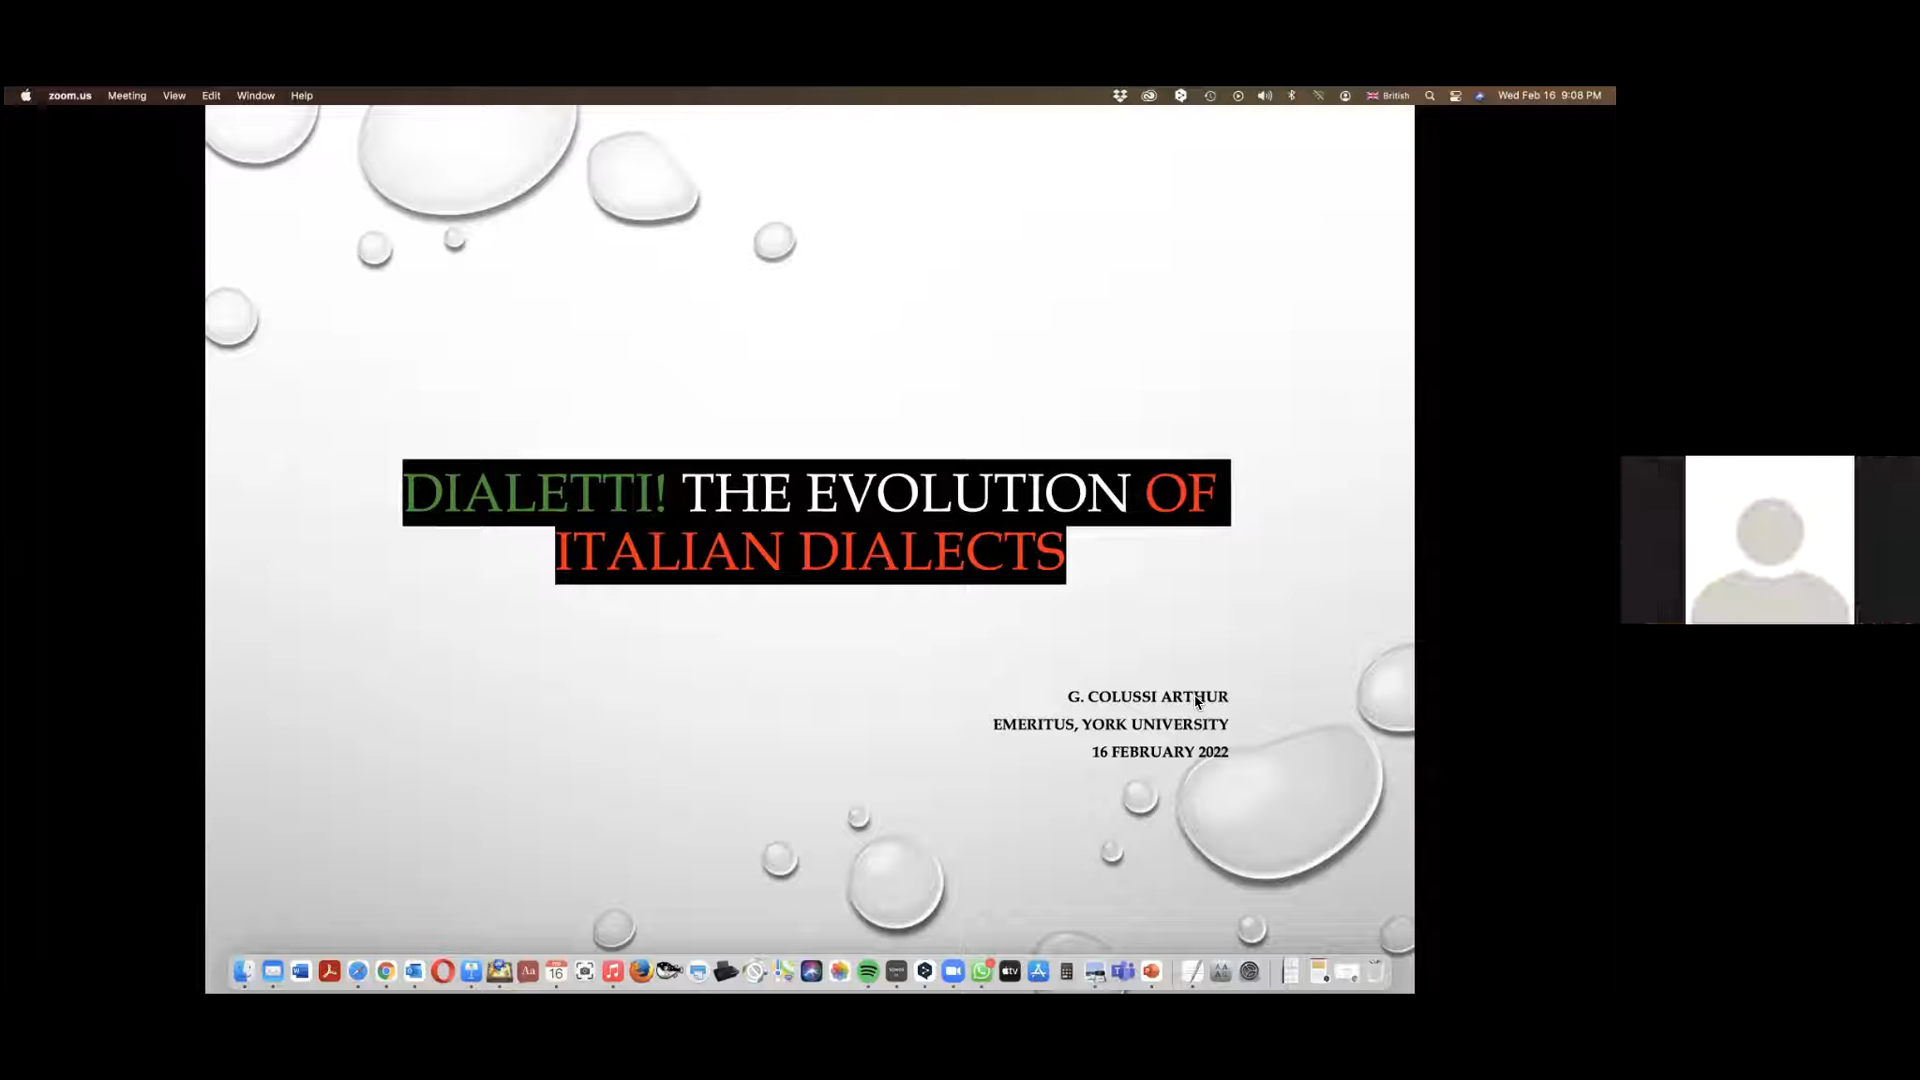 zoom.us Meeting View Edit Window Help British Wed Feb 16 9:08 PM
DIALETTI! THE EVOLUTION OF
ITALIAN DIALECTS
G. COLUSSI ARTHUR
EMERITUS, YORK UNIVERSITY
16 FEBRUARY 2022